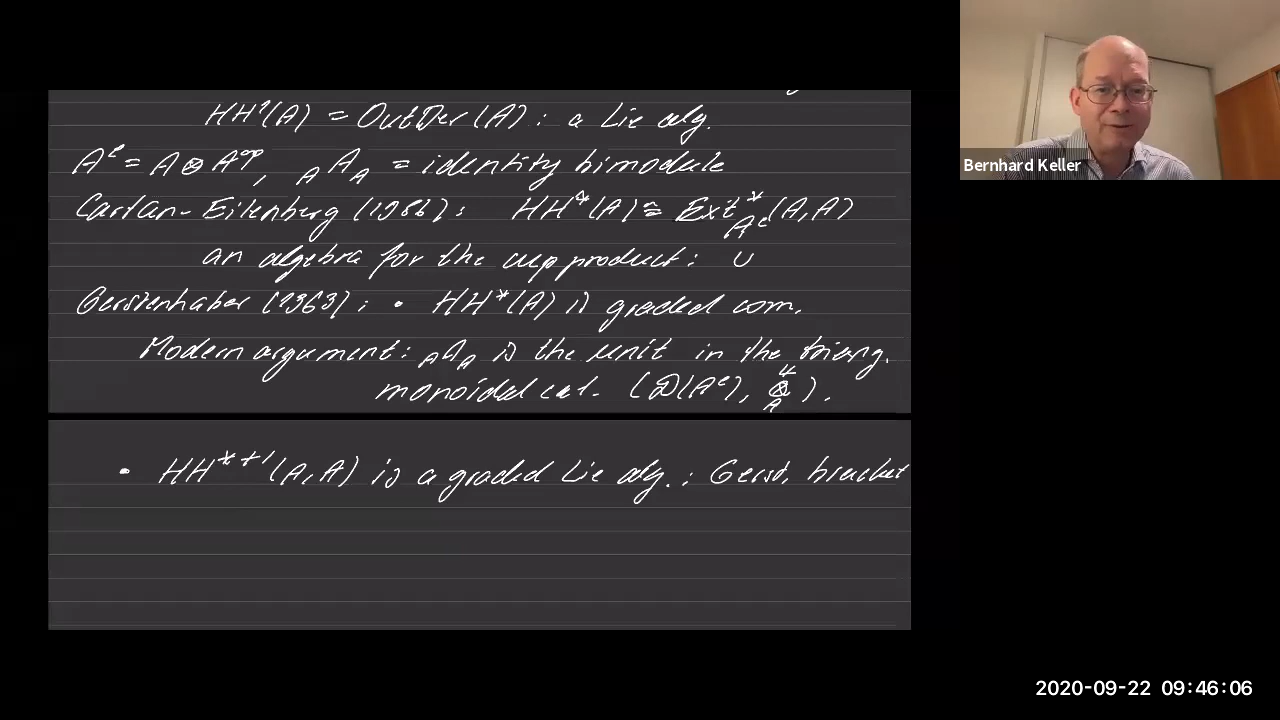 HH¹(A) = OutDer(A) : a Lie alg.
Aᵉ = A ⊗ Aᵒᵖ, ₐAₐ = identity bimodule
Cartan-Eilenberg (1956): HH*(A) ≅ Ext*_{Aᵉ}(A,A)
an algebra for the cup product: ∪
Gerstenhaber (1963): • HH*(A) is graded com.
Modern argument: ₐAₐ is the unit in the triang.
monoidal cat. (𝒟(Aᵉ), ⊗ᴸ_A).
• HH*⁺¹(A,A) is a graded Lie alg. : Gerst. bracket
Bernhard Keller
2020-09-22 09:46:06